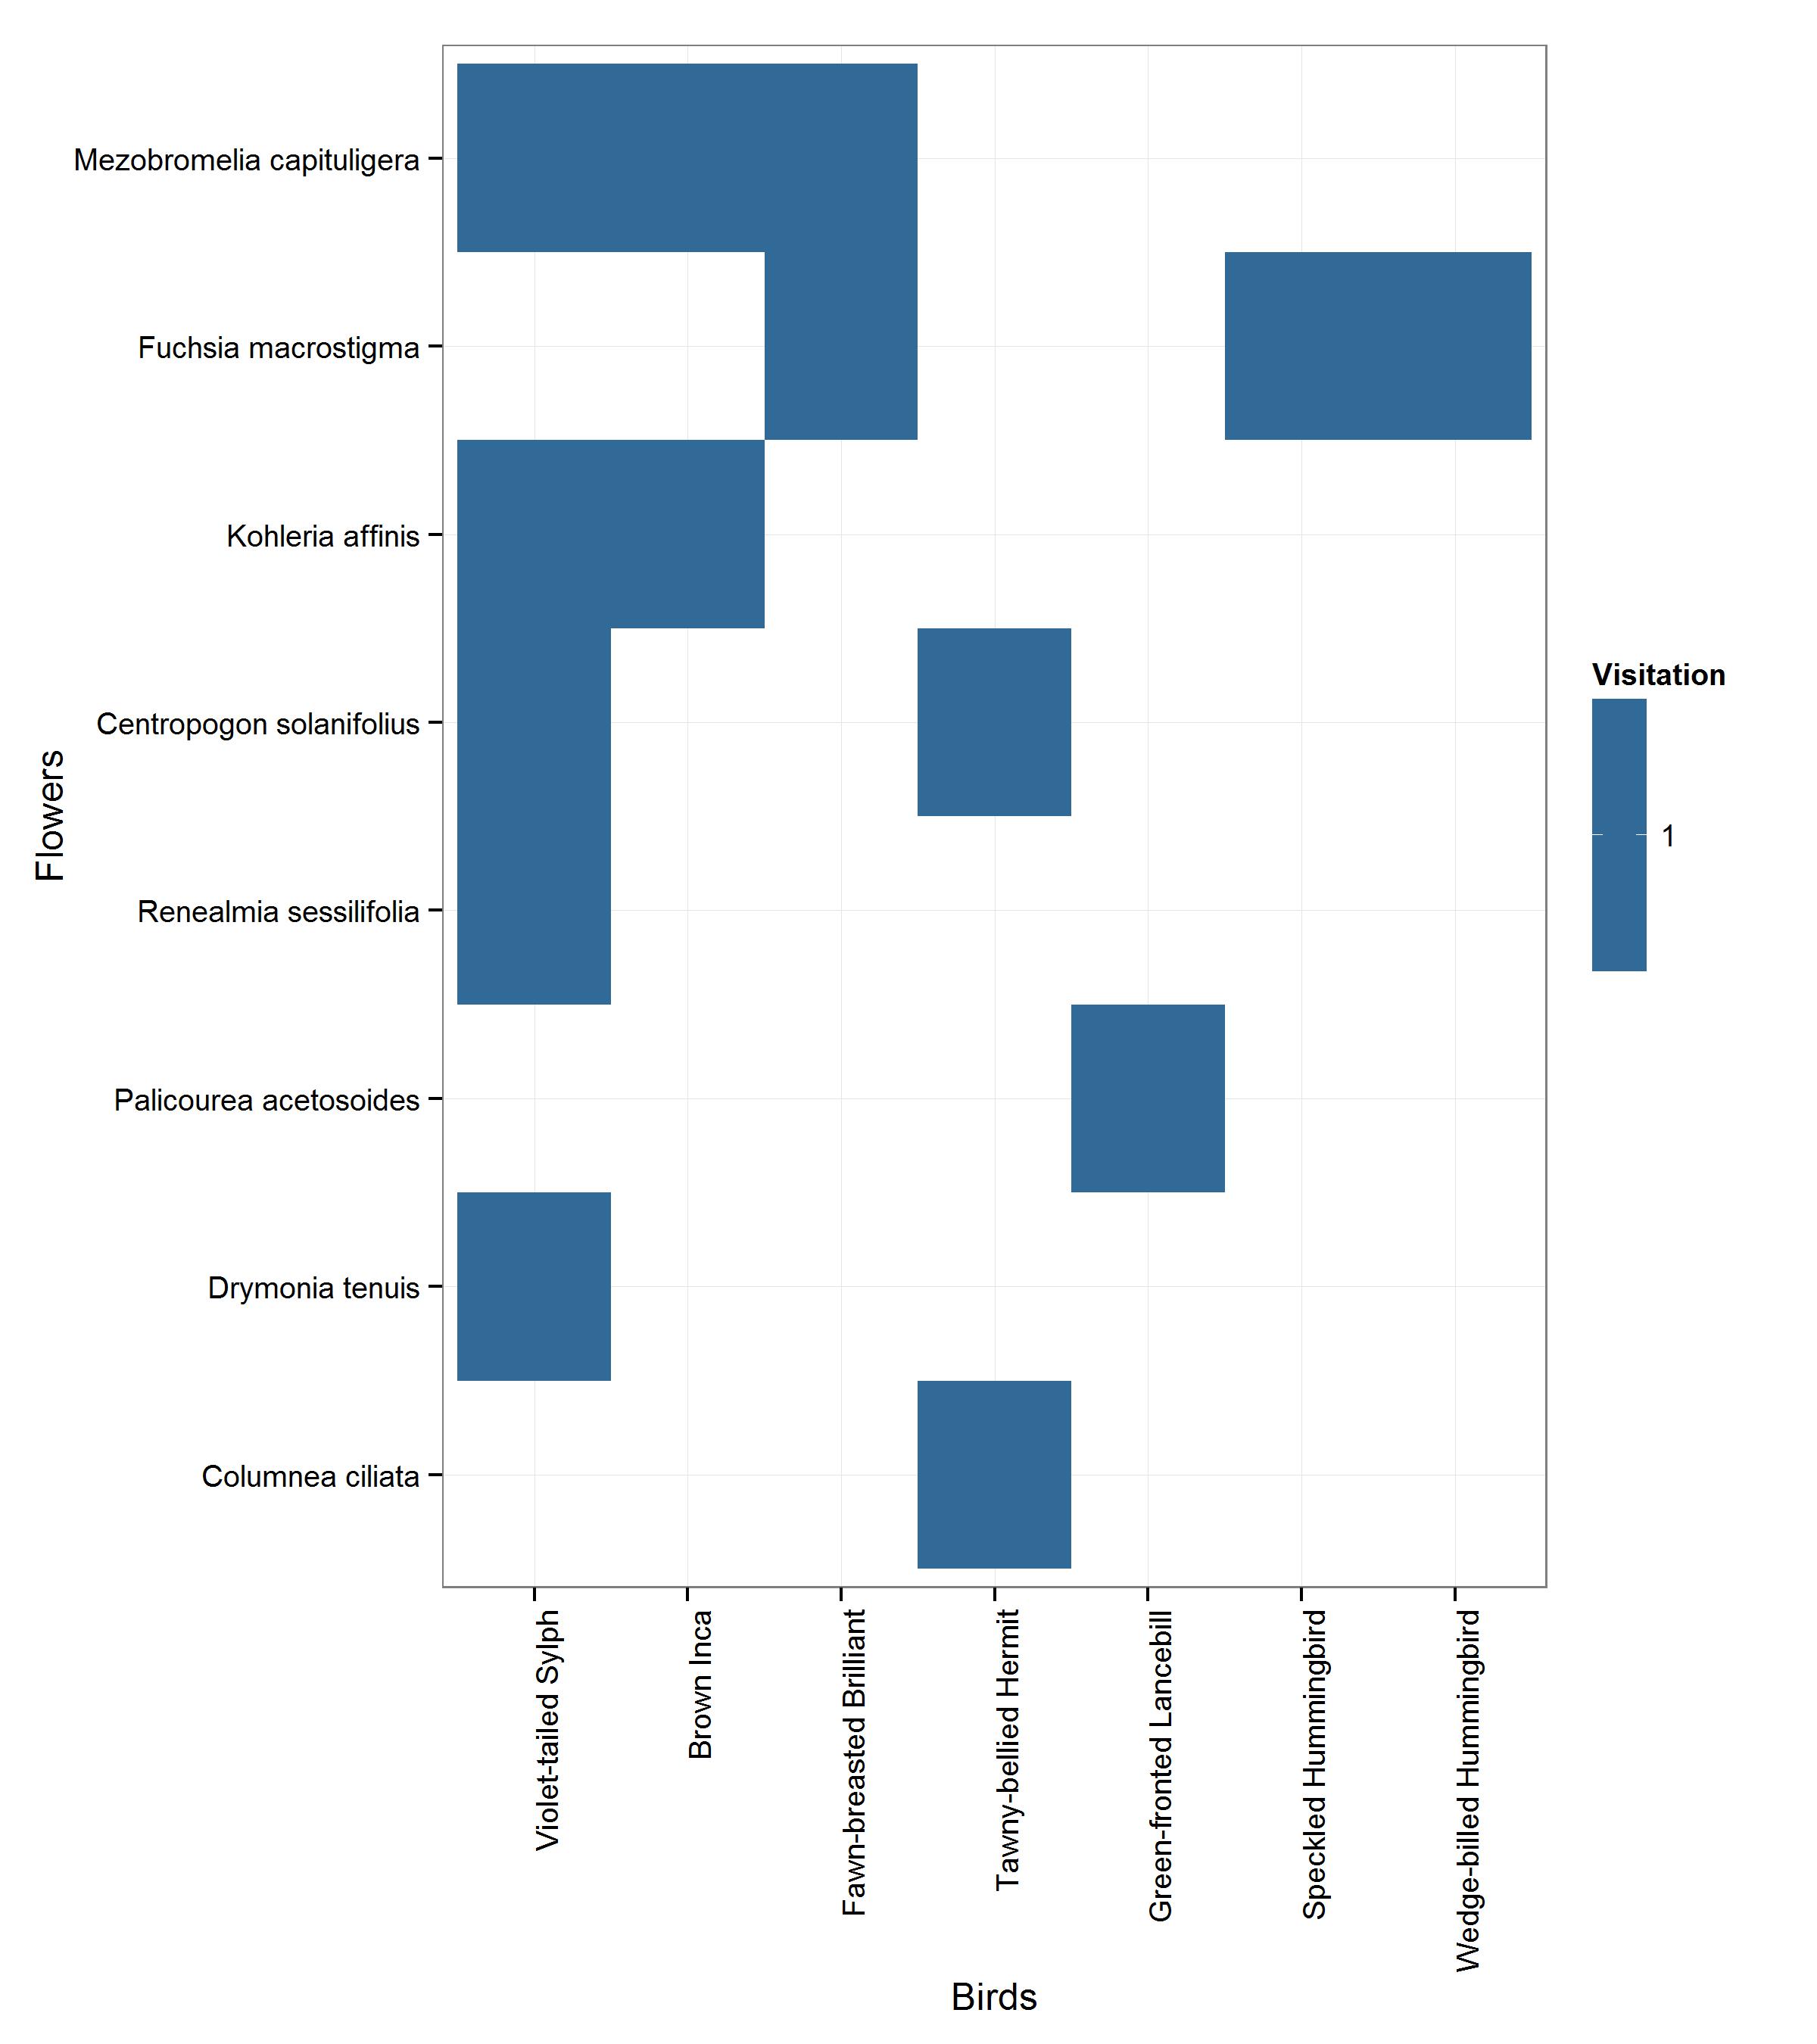 Mezobromelia capituligera
Fuchsia macrostigma
Kohleria affinis
Centropogon solanifolius
Renealmia sessilifolia
Palicourea acetosoides
Drymonia tenuis
Columnea ciliata
Flowers
Visitation
1
Violet-tailed Sylph
Brown Inca
Fawn-breasted Brilliant
Tawny-bellied Hermit
Green-fronted Lancebill
Speckled Hummingbird
Wedge-billed Hummingbird
Birds